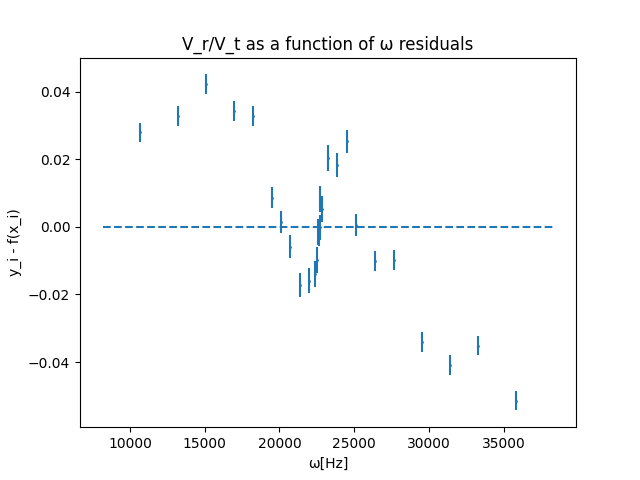 V_r/V_t as a function of ω residuals
y_i - f(x_i)
0.04
0.02
0.00
−0.02
−0.04
10000 15000 20000 25000 30000 35000
ω[Hz]